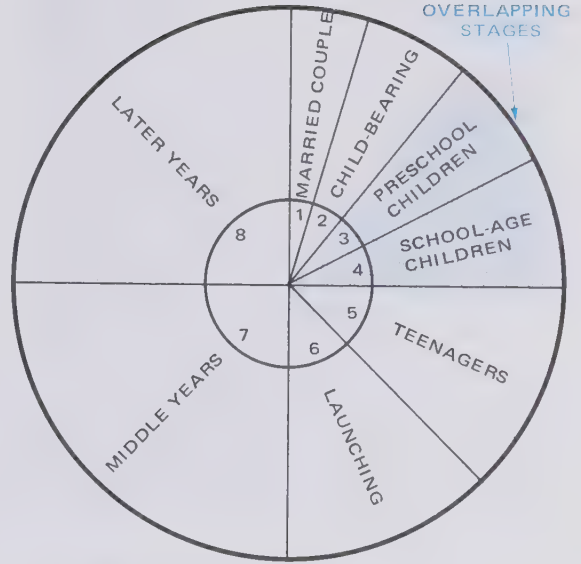 OVERLAPPING
STAGES
MARRIED COUPLE
1
CHILD-BEARING
2
PRESCHOOL
CHILDREN
3
SCHOOL-AGE
CHILDREN
4
TEENAGERS
5
LAUNCHING
6
MIDDLE YEARS
7
LATER YEARS
8